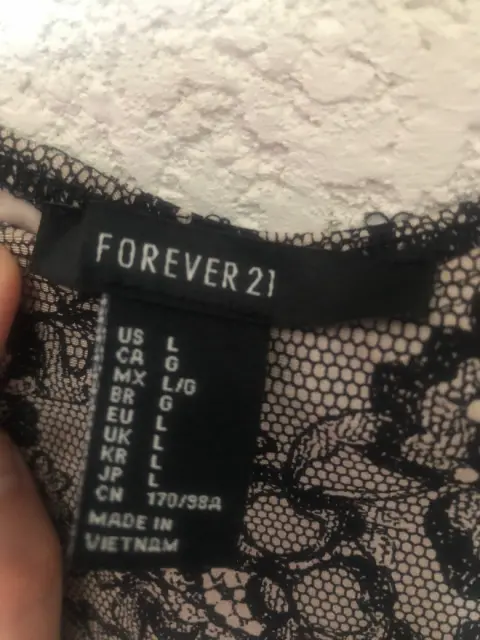 FOREVER 21
US L
CA G
MX L/G
BR G
EU L
UK L
KR L
JP L
CN 170/98A
MADE IN
VIETNAM